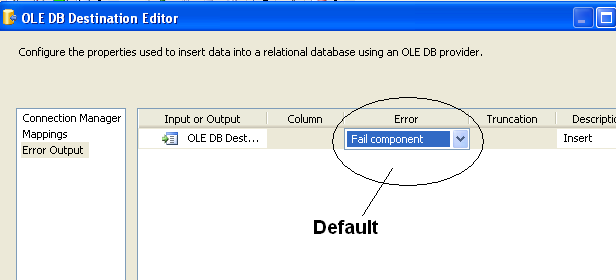 OLE DB Destination Editor
Configure the properties used to insert data into a relational database using an OLE DB provider.
Connection Manager
Mappings
Error Output
Input or Output Column Error Truncation Descriptio
OLE DB Dest... Fail component Insert
Default